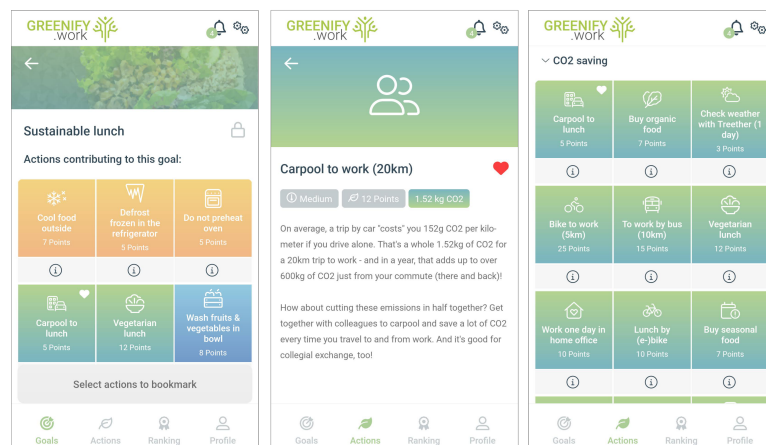 GREENIFY
.work
4
Sustainable lunch
Actions contributing to this goal:
Cool food
outside
7 Points
Defrost
frozen in the
refrigerator
5 Points
Do not preheat
oven
5 Points
Carpool to
lunch
5 Points
Vegetarian
lunch
12 Points
Wash fruits &
vegetables in
bowl
8 Points
Select actions to bookmark
Goals
Actions
Ranking
Profile
GREENIFY
.work
4
Carpool to work (20km)
Medium
12 Points
1.52 kg CO2
On average, a trip by car "costs" you 152g CO2 per kilo-
meter if you drive alone. That's a whole 1.52kg of CO2 for
a 20km trip to work - and in a year, that adds up to over
600kg of CO2 just from your commute (there and back)!
How about cutting these emissions in half together? Get
together with colleagues to carpool and save a lot of CO2
every time you travel to and from work. And it's good for
collegial exchange, too!
Goals
Actions
Ranking
Profile
GREENIFY
.work
4
CO2 saving
Carpool to
lunch
5 Points
Buy organic
food
7 Points
Check weather
with Treether (1
day)
3 Points
Bike to work
(5km)
25 Points
To work by bus
(10km)
15 Points
Vegetarian
lunch
12 Points
Work one day in
home office
10 Points
Lunch by
(e-)bike
10 Points
Buy seasonal
food
7 Points
Goals
Actions
Ranking
Profile